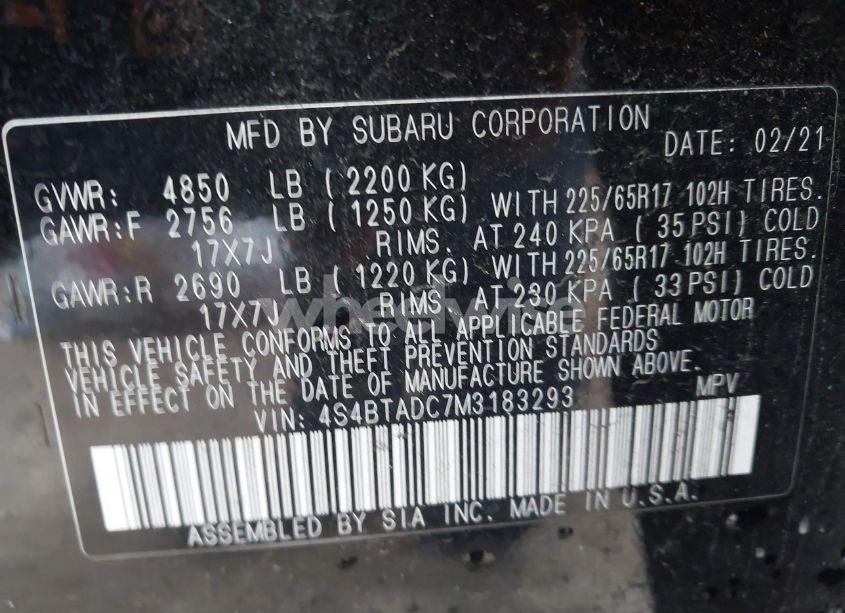 MFD BY SUBARU CORPORATION DATE: 02/21
GVWR: 4850 LB ( 2200 KG)
GAWR:F 2756 LB ( 1250 KG) WITH 225/65R17 102H TIRES.
17X7J RIMS. AT 240 KPA ( 35 PSI) COLD
GAWR:R 2690 LB ( 1220 KG) WITH 225/65R17 102H TIRES.
17X7J RIMS. AT 230 KPA ( 33 PSI) COLD
THIS VEHICLE CONFORMS TO ALL APPLICABLE FEDERAL MOTOR
VEHICLE SAFETY AND THEFT PREVENTION STANDARDS
IN EFFECT ON THE DATE OF MANUFACTURE SHOWN ABOVE.
VIN: 4S4BTADC7M3183293 MPV
ASSEMBLED BY SIA INC. MADE IN U.S.A.